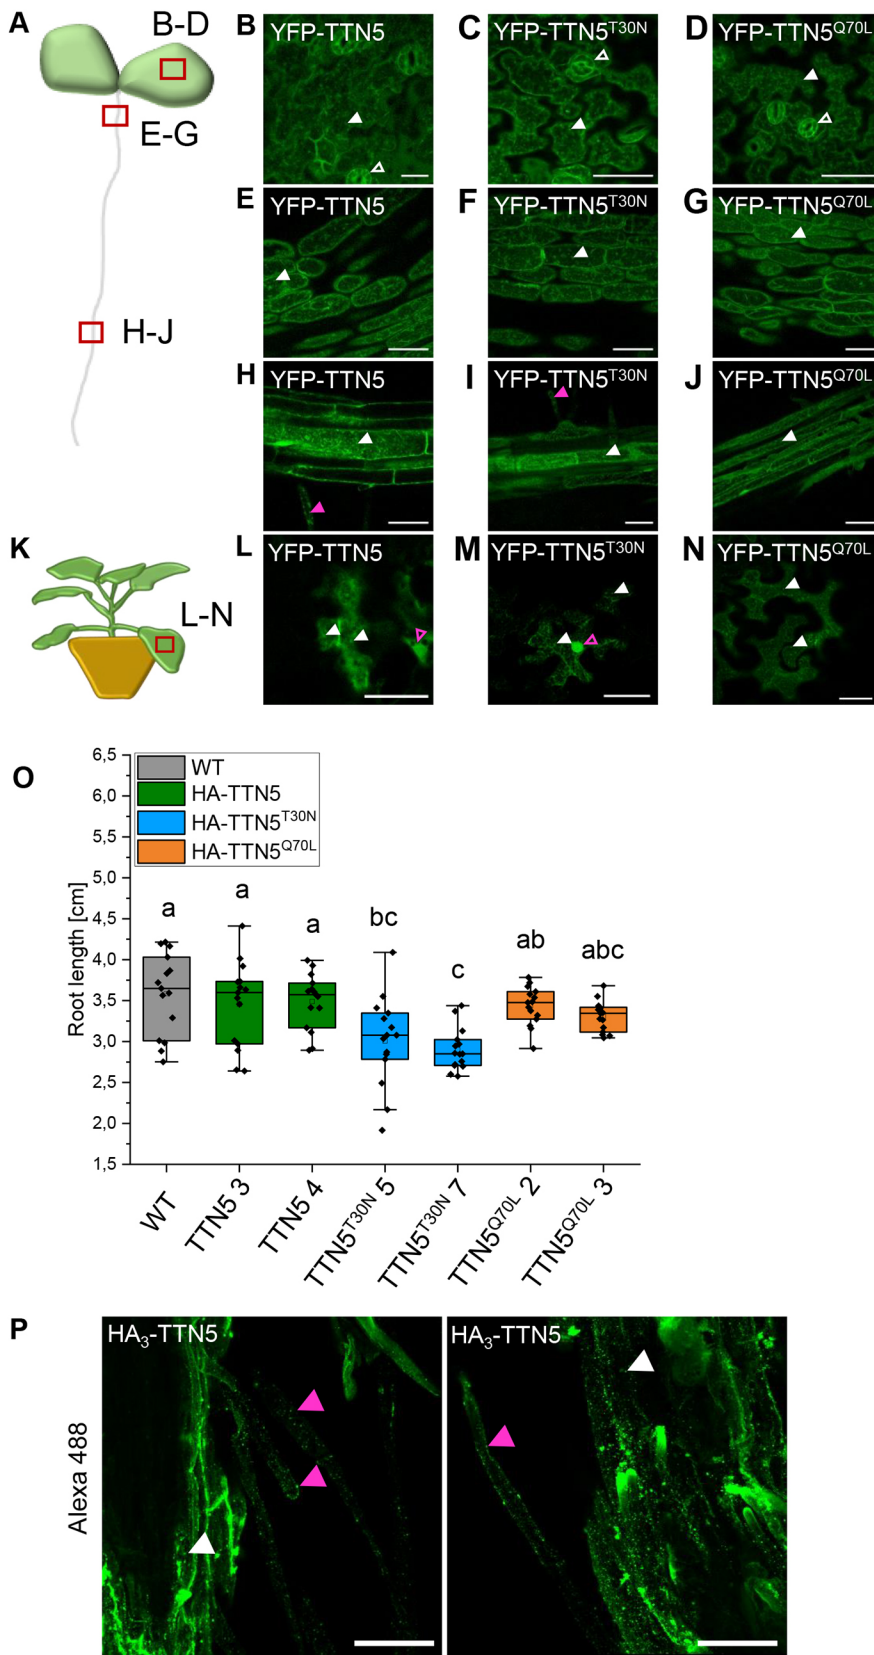 A
B-D
E-G
H-J
B
YFP-TTN5
C
YFP-TTN5T30N
D
YFP-TTN5Q70L
E
YFP-TTN5
F
YFP-TTN5T30N
G
YFP-TTN5Q70L
H
YFP-TTN5
I
YFP-TTN5T30N
J
YFP-TTN5Q70L
K
L-N
L
YFP-TTN5
M
YFP-TTN5T30N
N
YFP-TTN5Q70L
O
WT
HA-TTN5
HA-TTN5T30N
HA-TTN5Q70L
Root length [cm]
6,5
6,0
5,5
5,0
4,5
4,0
3,5
3,0
2,5
2,0
1,5
a
a
a
bc
c
ab
abc
WT
TTN5 3
TTN5 4
TTN5T30N 5
TTN5T30N 7
TTN5Q70L 2
TTN5Q70L 3
P
HA3-TTN5
HA3-TTN5
Alexa 488